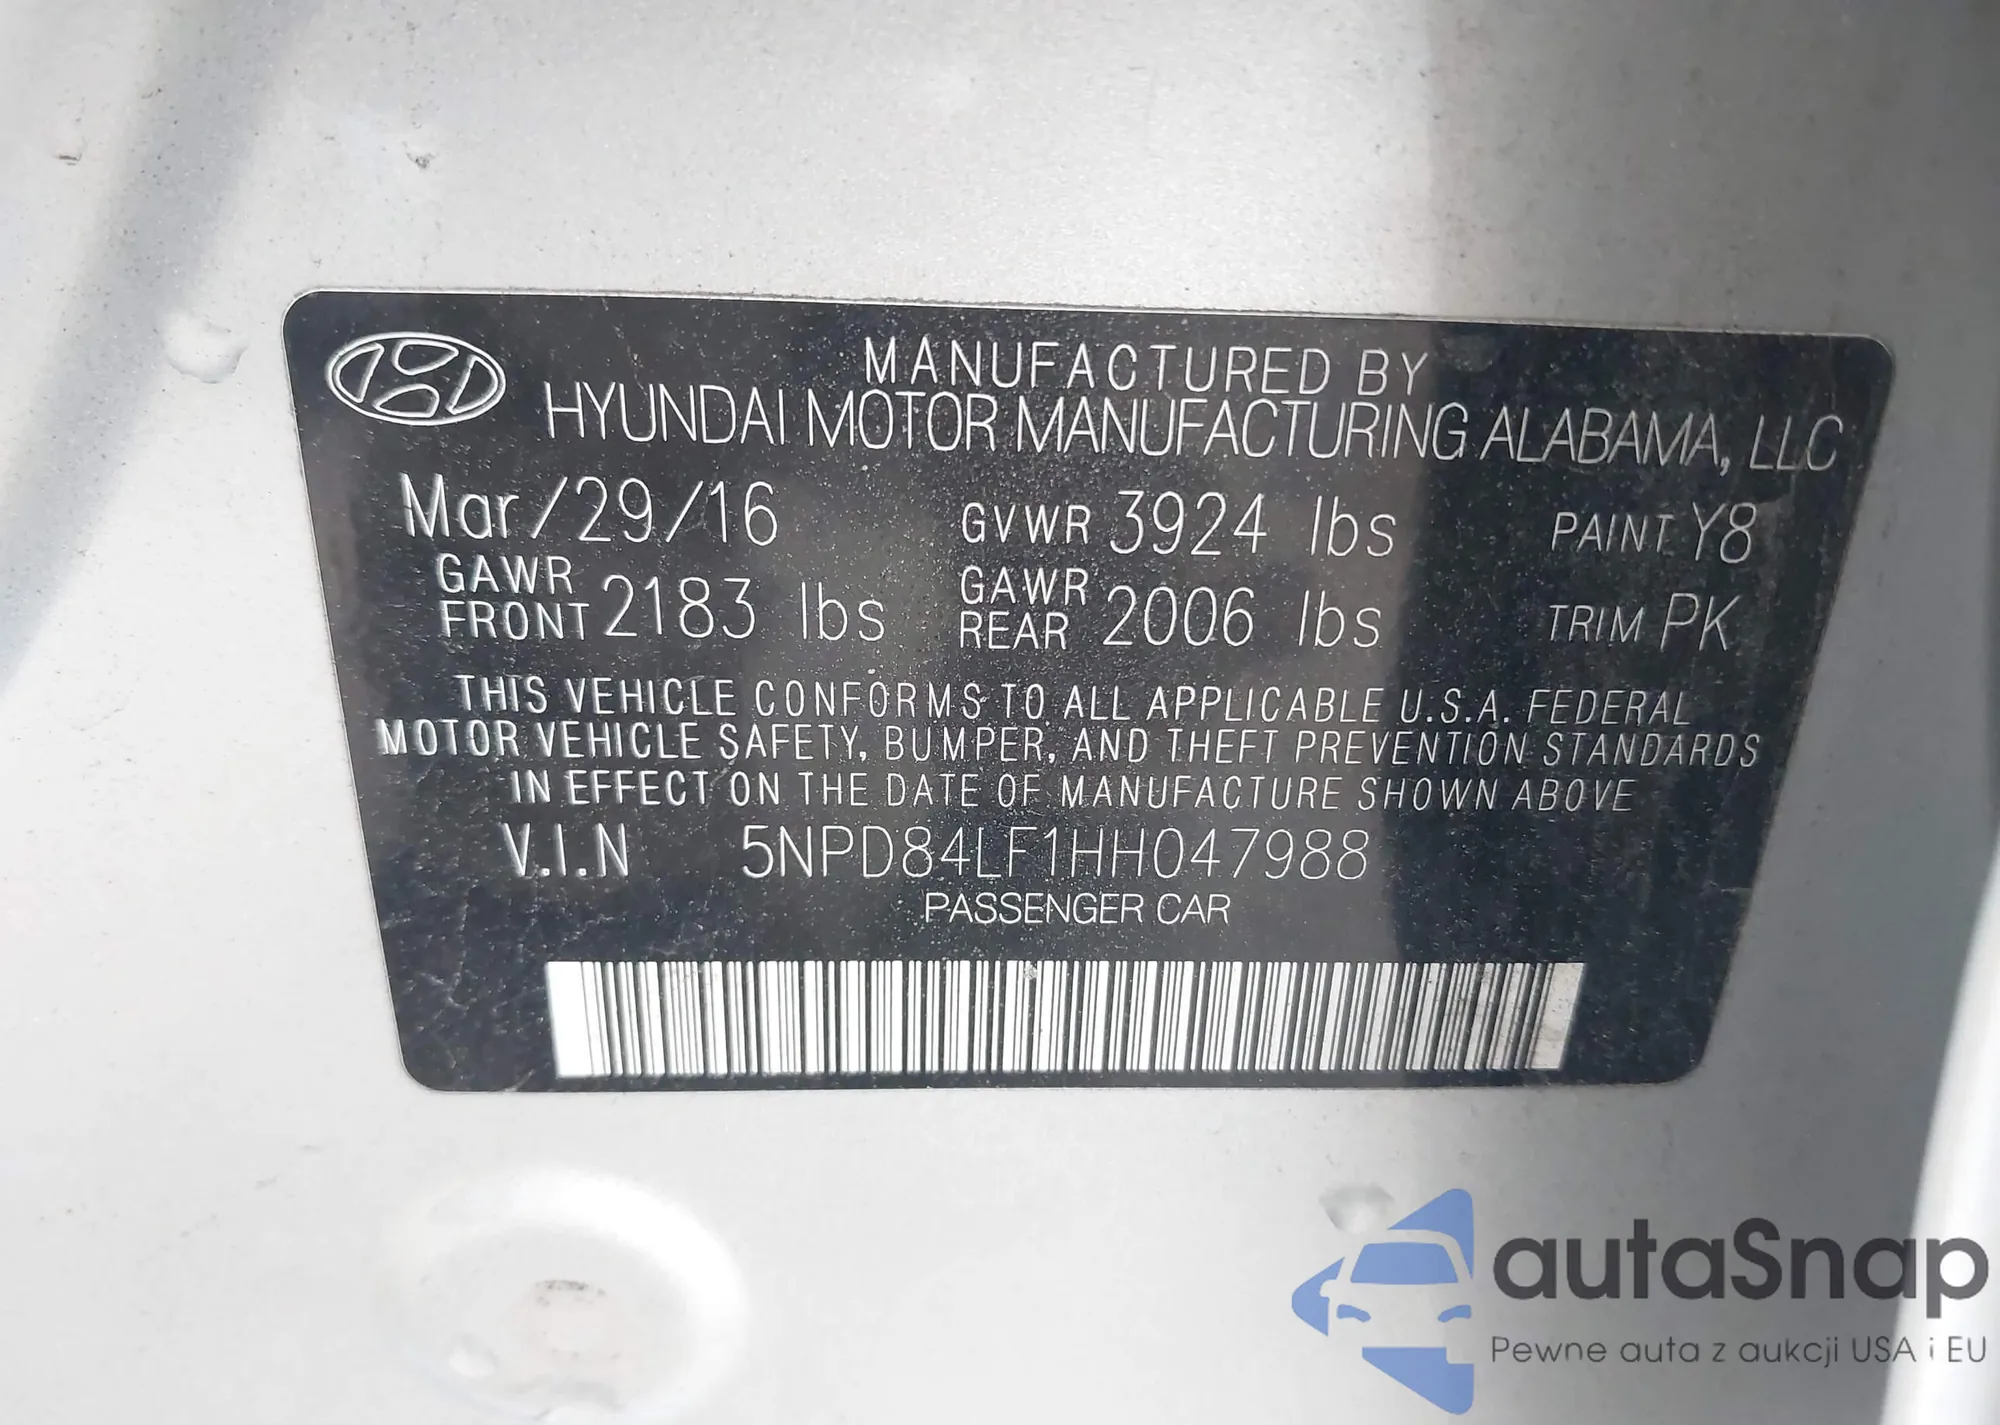 MANUFACTURED BY
HYUNDAI MOTOR MANUFACTURING ALABAMA, LLC
Mar/29/16 GVWR 3924 lbs PAINT Y8
GAWR FRONT 2183 lbs GAWR REAR 2006 lbs TRIM PK
THIS VEHICLE CONFORMS TO ALL APPLICABLE U.S.A. FEDERAL
MOTOR VEHICLE SAFETY, BUMPER, AND THEFT PREVENTION STANDARDS
IN EFFECT ON THE DATE OF MANUFACTURE SHOWN ABOVE
V.I.N 5NPD84LF1HH047988
PASSENGER CAR
autaSnap
Pewne auta z aukcji USA i EU